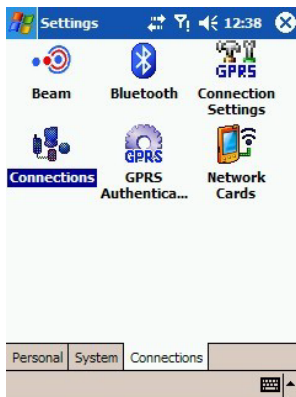 Settings 12:38
Beam Bluetooth Connection Settings
GPRS
Connections GPRS Authentica... Network Cards
GPRS
Personal System Connections